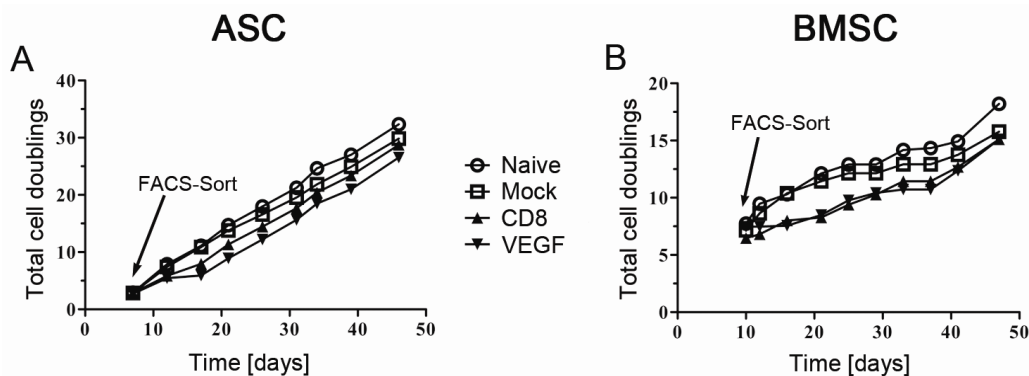 ASC
BMSC
A
Total cell doublings
40
30
20
10
0
FACS-Sort
0 10 20 30 40 50
Time [days]
Naive
Mock
CD8
VEGF
B
Total cell doublings
20
15
10
5
0
FACS-Sort
0 10 20 30 40 50
Time [days]